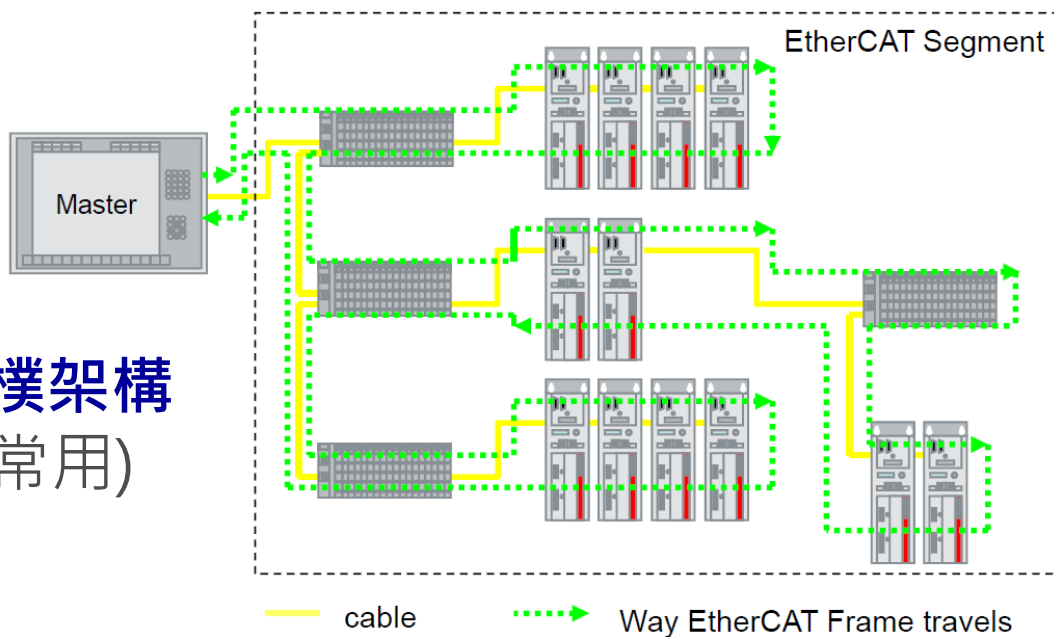 EtherCAT Segment
Master
樸架構
常用)
cable
Way EtherCAT Frame travels